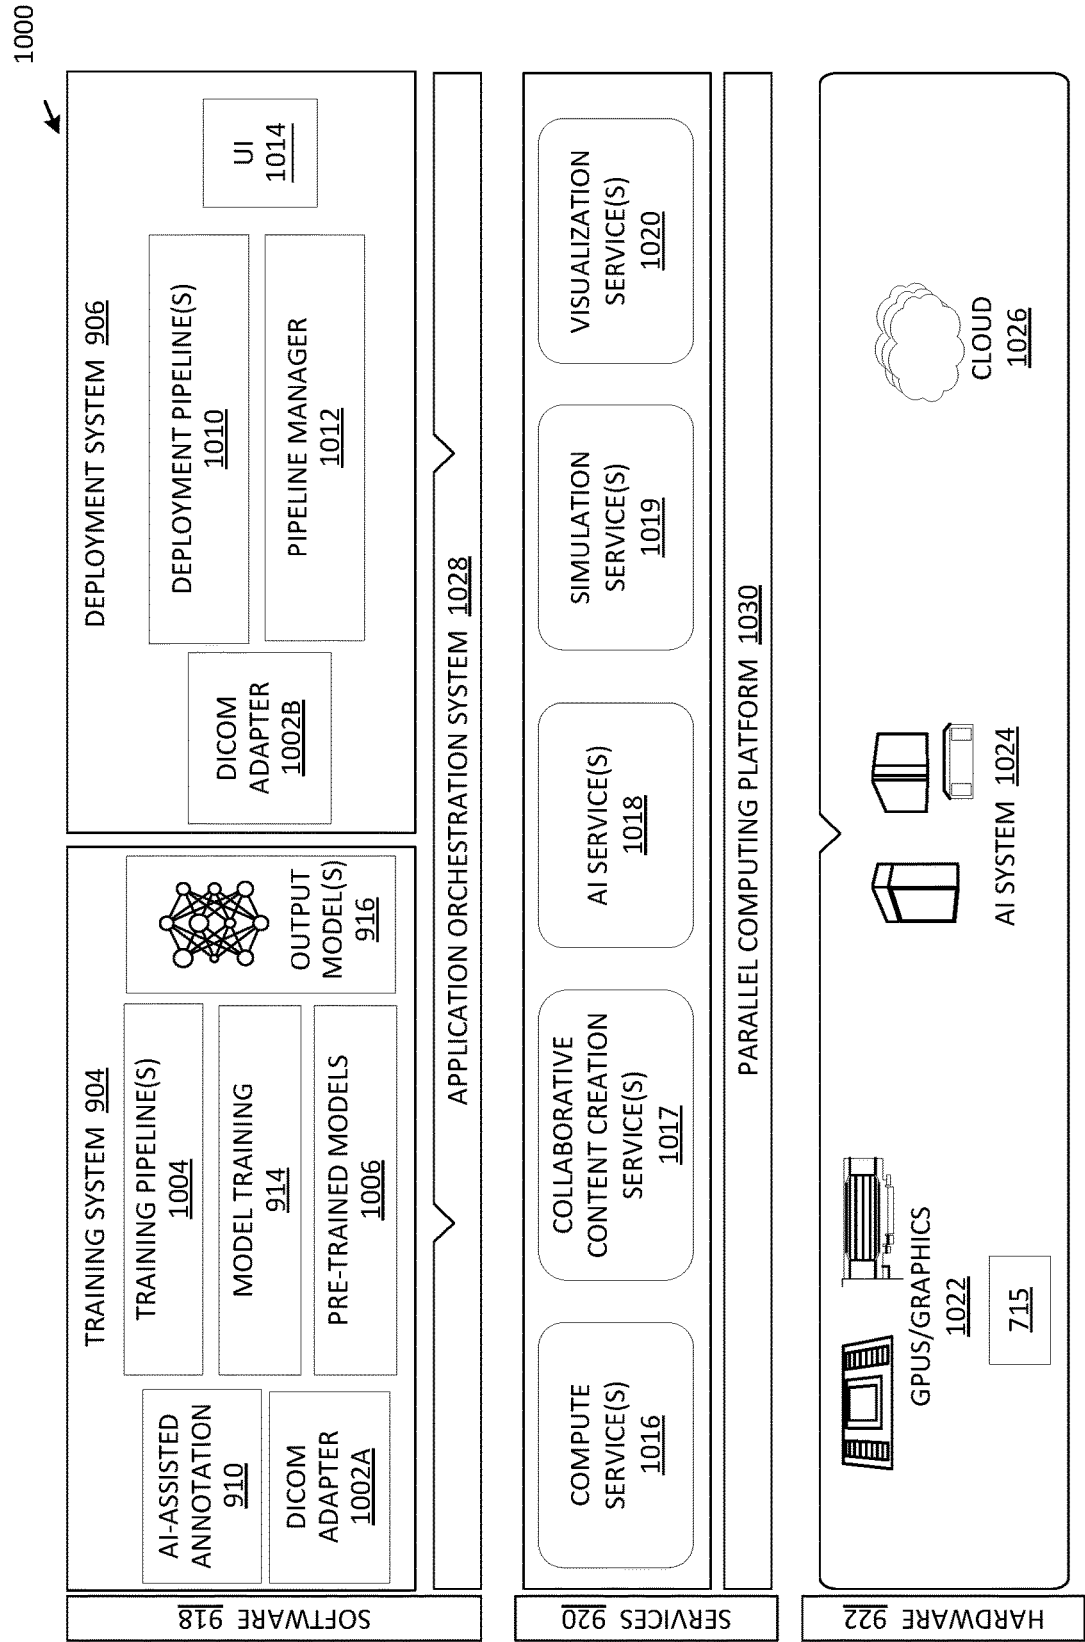 1000
SOFTWARE 918
TRAINING SYSTEM 904
AI-ASSISTED
ANNOTATION
910
DICOM
ADAPTER
1002A
TRAINING PIPELINE(S)
1004
MODEL TRAINING
914
PRE-TRAINED MODELS
1006
OUTPUT
MODEL(S)
916
DEPLOYMENT SYSTEM 906
DICOM
ADAPTER
1002B
DEPLOYMENT PIPELINE(S)
1010
PIPELINE MANAGER
1012
UI
1014
APPLICATION ORCHESTRATION SYSTEM 1028
SERVICES 920
COMPUTE
SERVICE(S)
1016
COLLABORATIVE
CONTENT CREATION
SERVICE(S)
1017
AI SERVICE(S)
1018
SIMULATION
SERVICE(S)
1019
VISUALIZATION
SERVICE(S)
1020
PARALLEL COMPUTING PLATFORM 1030
HARDWARE 922
GPUS/GRAPHICS
1022
715
AI SYSTEM 1024
CLOUD
1026